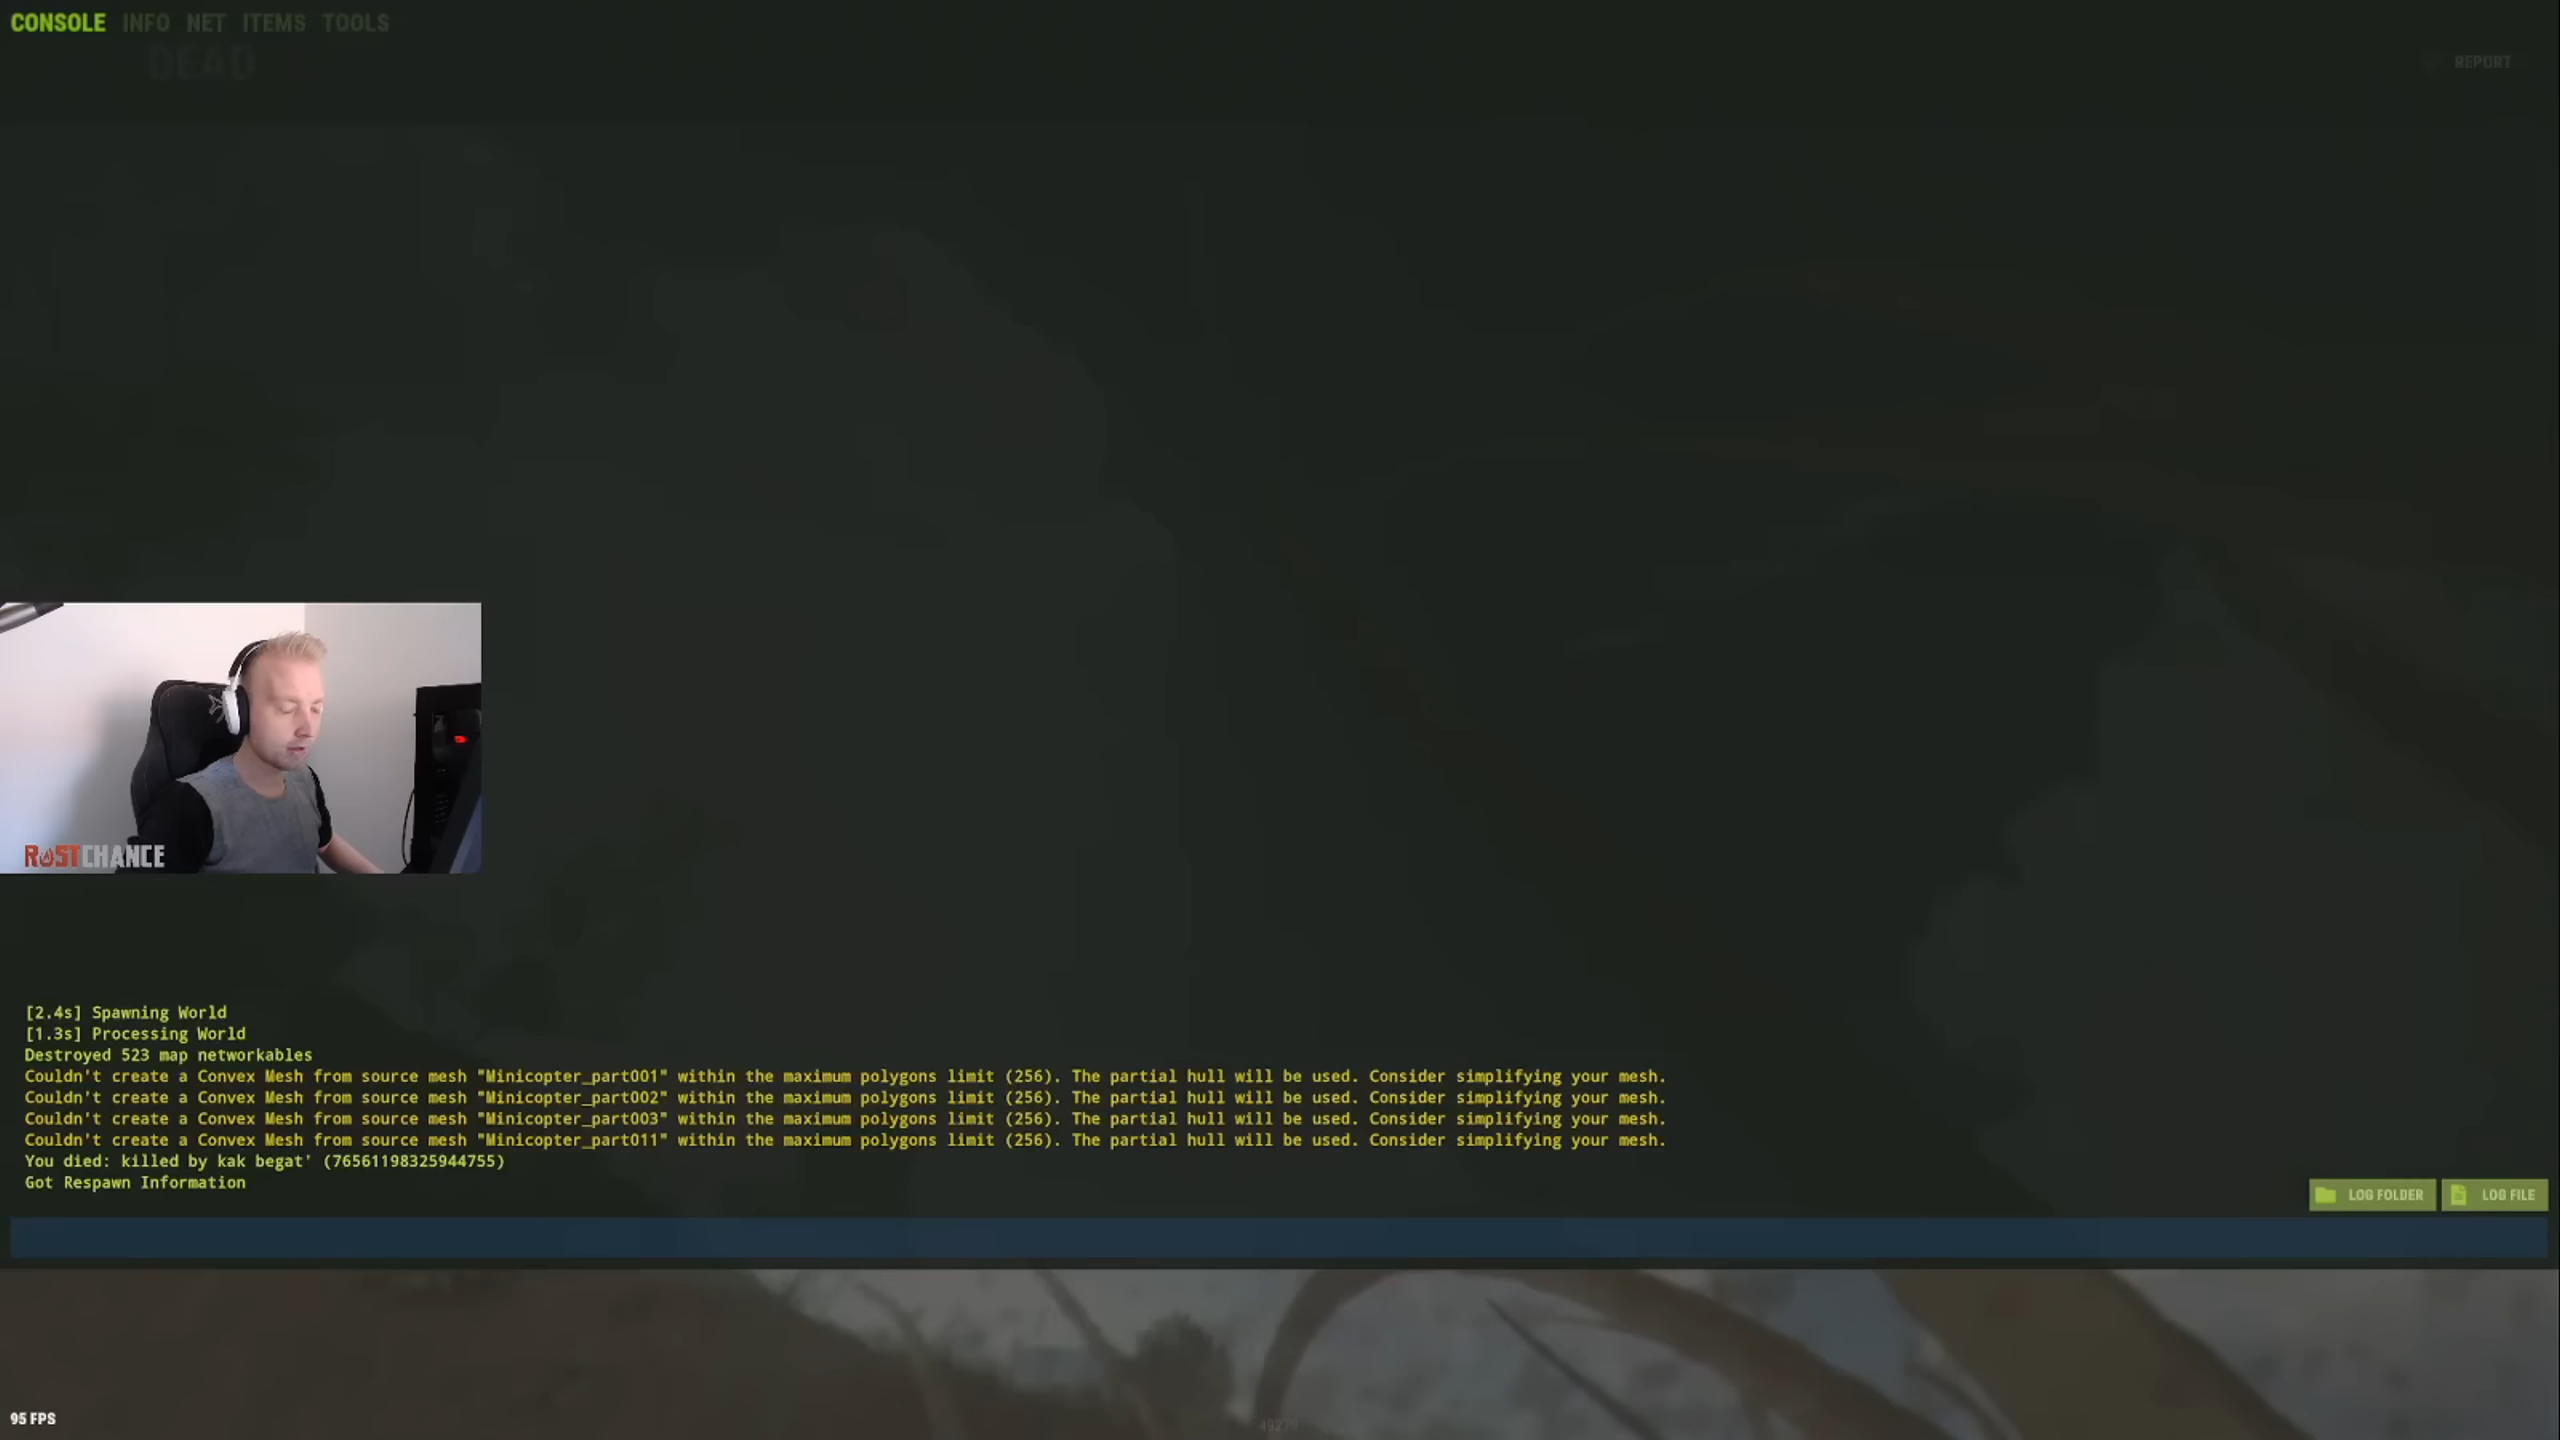 CONSOLE INFO NET ITEMS TOOLS
DEAD
REPORT
RUSTCHANCE
[2.4s] Spawning World
[1.3s] Processing World
Destroyed 523 map networkables
Couldn't create a Convex Mesh from source mesh "Minicopter_part001" within the maximum polygons limit (256). The partial hull will be used. Consider simplifying your mesh.
Couldn't create a Convex Mesh from source mesh "Minicopter_part002" within the maximum polygons limit (256). The partial hull will be used. Consider simplifying your mesh.
Couldn't create a Convex Mesh from source mesh "Minicopter_part003" within the maximum polygons limit (256). The partial hull will be used. Consider simplifying your mesh.
Couldn't create a Convex Mesh from source mesh "Minicopter_part011" within the maximum polygons limit (256). The partial hull will be used. Consider simplifying your mesh.
You died: killed by kak begat' (76561198325944755)
Got Respawn Information
LOG FOLDER LOG FILE
95 FPS